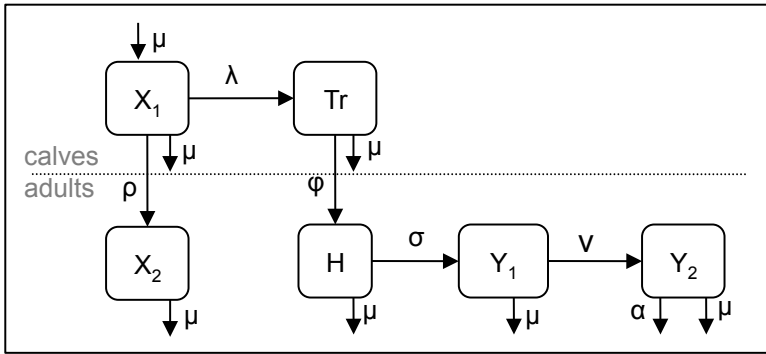 μ
X1
λ
Tr
μ
μ
calves
adults
ρ
φ
X2
H
σ
Y1
ν
Y2
μ
μ
μ
α
μ